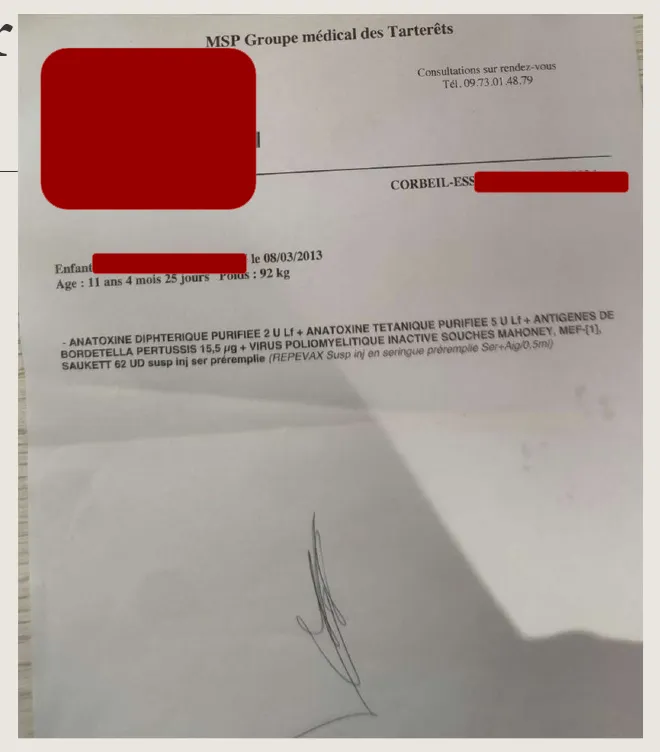 MSP Groupe médical des Tarterêts
Consultations sur rendez-vous
Tél. 09.73.01.48.79
CORBEIL-ESS
Enfant le 08/03/2013
Age : 11 ans 4 mois 25 jours Poids : 92 kg
- ANATOXINE DIPHTERIQUE PURIFIEE 2 U Lf + ANATOXINE TETANIQUE PURIFIEE 5 U Lf + ANTIGENES DE
BORDETELLA PERTUSSIS 15,5 µg + VIRUS POLIOMYELITIQUE INACTIVE SOUCHES MAHONEY, MEF-[1],
SAUKETT 62 UD susp inj ser préremplie (REPEVAX Susp inj en seringue préremplie Ser+Aig/0,5ml)